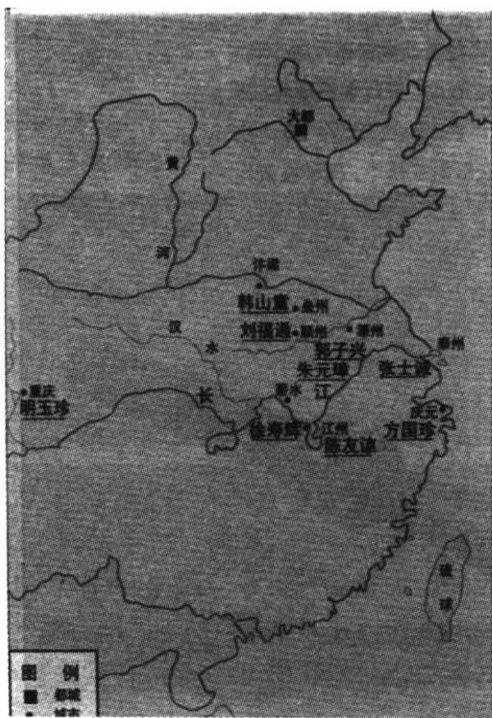 大都
黄
河
汴梁
韩山童
亳州
刘福通
颍州
濠州
郭子兴
朱元璋
泰州
张士诚
汉
水
长
江
重庆
明玉珍
蕲水
徐寿辉
江州
陈友谅
庆元
方国珍
琉
球
图 例
都城
城市